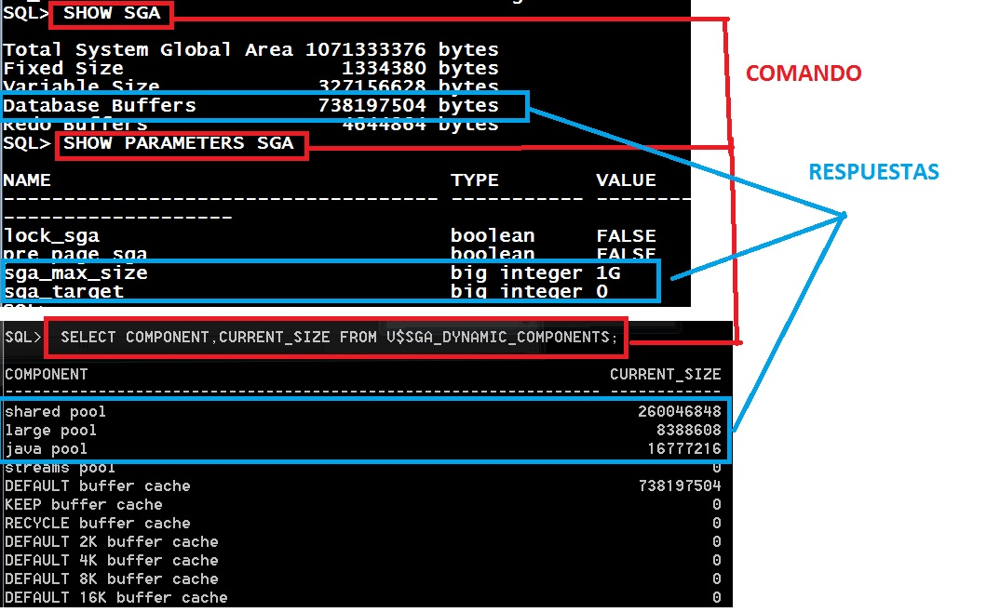 SQL> SHOW SGA
Total System Global Area 1071333376 bytes
Fixed Size 1334380 bytes
Variable Size 327156628 bytes
Database Buffers 738197504 bytes
Redo Buffers 4644864 bytes
SQL> SHOW PARAMETERS SGA
NAME TYPE VALUE
------------------------------------ ----------- --------
-------------------
lock_sga boolean FALSE
pre_page_sga boolean FALSE
sga_max_size big integer 1G
sga_target big integer 0
COMANDO
RESPUESTAS
SQL> SELECT COMPONENT,CURRENT_SIZE FROM V$SGA_DYNAMIC_COMPONENTS;
COMPONENT CURRENT_SIZE
---------------------------------------------------------------- ------------
shared pool 260046848
large pool 8388608
java pool 16777216
streams pool 0
DEFAULT buffer cache 738197504
KEEP buffer cache 0
RECYCLE buffer cache 0
DEFAULT 2K buffer cache 0
DEFAULT 4K buffer cache 0
DEFAULT 8K buffer cache 0
DEFAULT 16K buffer cache 0